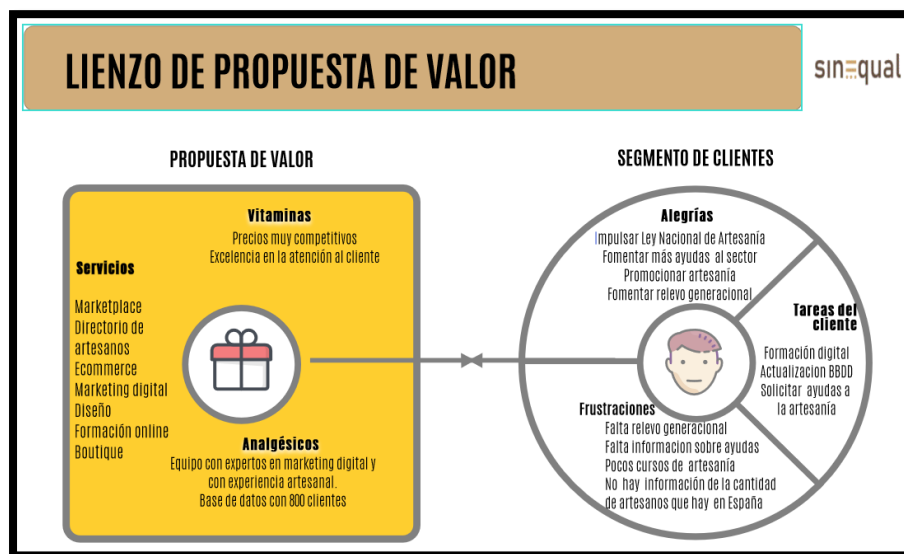 LIENZO DE PROPUESTA DE VALOR
sinequal
PROPUESTA DE VALOR
Vitaminas
Precios muy competitivos
Excelencia en la atención al cliente
Servicios
Marketplace
Directorio de
artesanos
Ecommerce
Marketing digital
Diseño
Formación online
Boutique
Analgésicos
Equipo con expertos en marketing digital y
con experiencia artesanal.
Base de datos con 800 clientes
SEGMENTO DE CLIENTES
Alegrías
Impulsar Ley Nacional de Artesanía
Fomentar más ayudas al sector
Promocionar artesanía
Fomentar relevo generacional
Tareas del
cliente
Formación digital
Actualizacion BBDD
Solicitar ayudas a
la artesanía
Frustraciones
Falta relevo generacional
Falta informacion sobre ayudas
Pocos cursos de artesanía
No hay información de la cantidad
de artesanos que hay en España